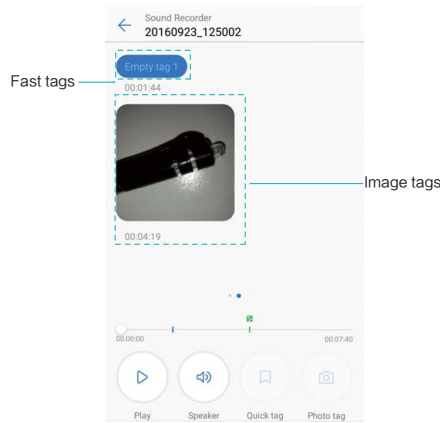 Sound Recorder
20160923_125002
Empty tag 1
Fast tags
00:01:44
Image tags
00:04:19
00:00:00
00:07:40
Play
Speaker
Quick tag
Photo tag